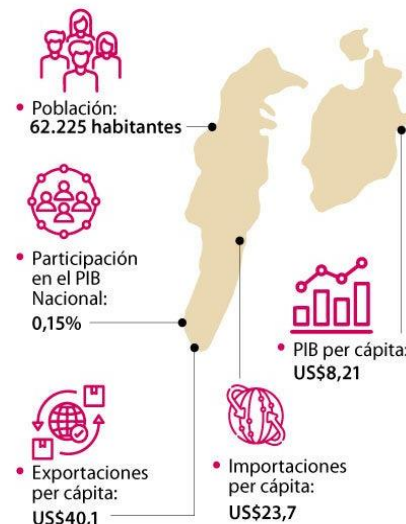 • Población:
62.225 habitantes
• Participación
en el PIB
Nacional:
0,15%
• PIB per cápita:
US$8,21
• Exportaciones
per cápita:
US$40,1
• Importaciones
per cápita:
US$23,7